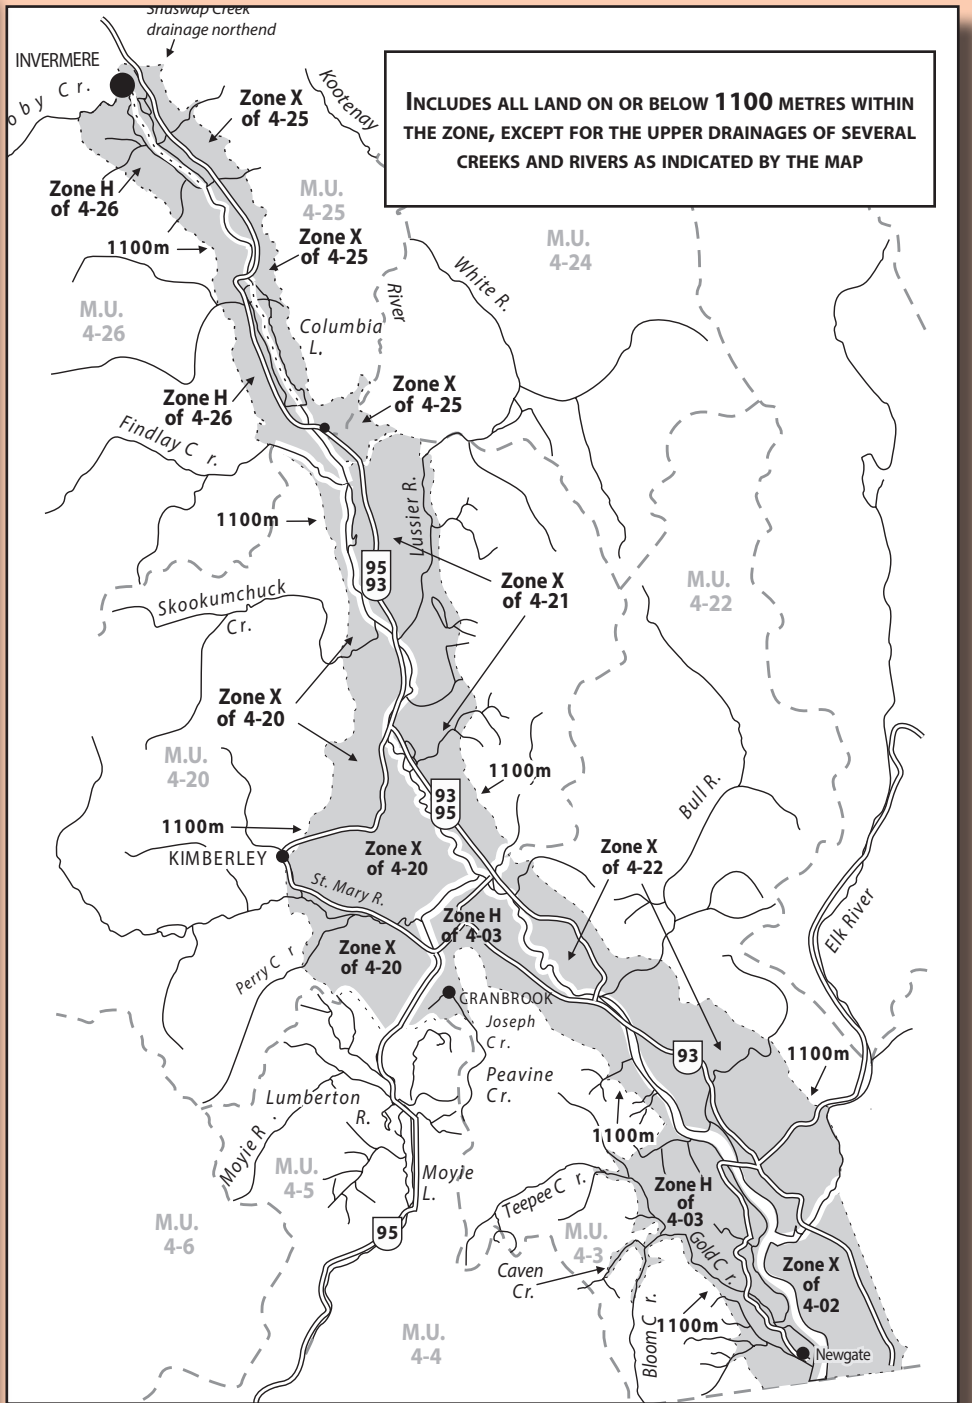 Shuswap Creek
drainage northend
INVERMERE
oby Cr.
Kootenay
INCLUDES ALL LAND ON OR BELOW 1100 METRES WITHIN
THE ZONE, EXCEPT FOR THE UPPER DRAINAGES OF SEVERAL
CREEKS AND RIVERS AS INDICATED BY THE MAP
Zone X
of 4-25
Zone H
of 4-26
M.U.
4-25
1100m
Zone X
of 4-25
M.U.
4-24
White R.
River
M.U.
4-26
Columbia
L.
Zone H
of 4-26
Zone X
of 4-25
Findlay Cr.
1100m
Lussier R.
95
93
Zone X
of 4-21
M.U.
4-22
Skookumchuck
Cr.
Zone X
of 4-20
M.U.
4-20
1100m
93
95
Bull R.
1100m
KIMBERLEY
Zone X
of 4-20
Zone X
of 4-22
St. Mary R.
Zone H
of 4-03
Elk River
Zone X
of 4-20
Perry Cr
CRANBROOK
Joseph
Cr.
93
1100m
Peavine
Cr.
Lumberton
R.
1100m
Moyie R.
M.U.
4-5
Moyie
L.
Teepee Cr.
Zone H
of
4-03
M.U.
4-6
95
M.U.
4-3
Gold Cr.
Caven
Cr.
Zone X
of
4-02
Bloom Cr.
1100m
M.U.
4-4
Newgate